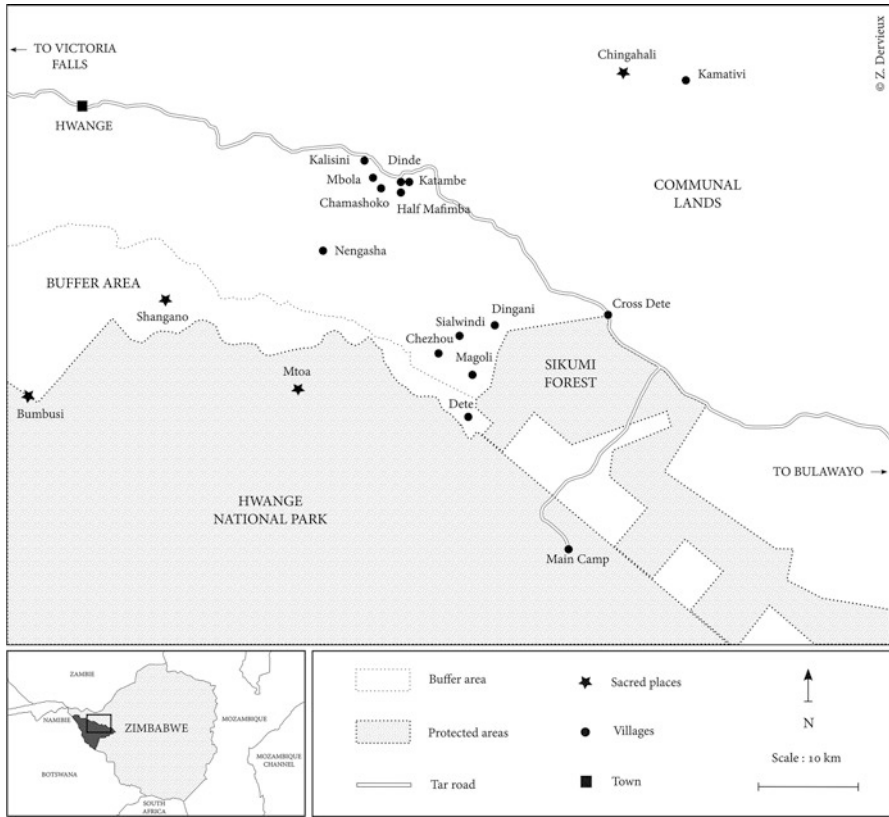 ← TO VICTORIA
FALLS
© Z. Dervieux
Chingahali
Kamativi
HWANGE
Kalisini
Dinde
Mbola
Katambe
Chamashoko
Half Mafimba
COMMUNAL
LANDS
Nengasha
BUFFER AREA
Shangano
Dingani
Cross Dete
Sialwindi
Chezhou
Magoli
SIKUMI
FOREST
Mtoa
Bumbusi
Dete
TO BULAWAYO →
HWANGE
NATIONAL PARK
Main Camp
ZAMBIE
NAMIBIE
ZIMBABWE
MOZAMBIQUE
BOTSWANA
MOZAMBIQUE
CHANNEL
SOUTH
AFRICA
Buffer area
Sacred places
Protected areas
Villages
N
Tar road
Town
Scale : 10 km